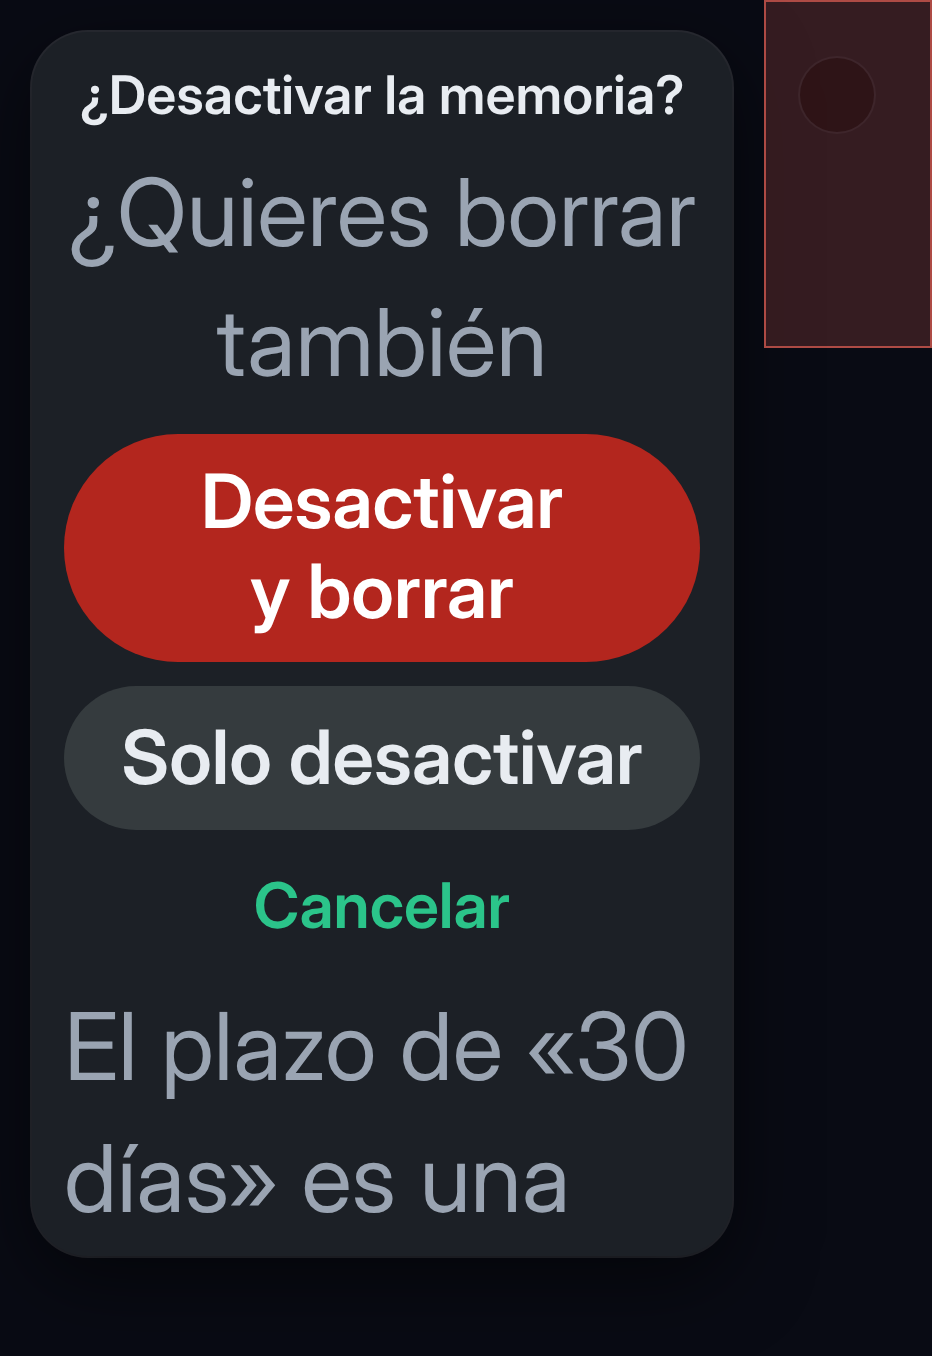 ¿Desactivar la memoria?
¿Quieres borrar
también
Desactivar
y borrar
Solo desactivar
Cancelar
El plazo de «30
días» es una